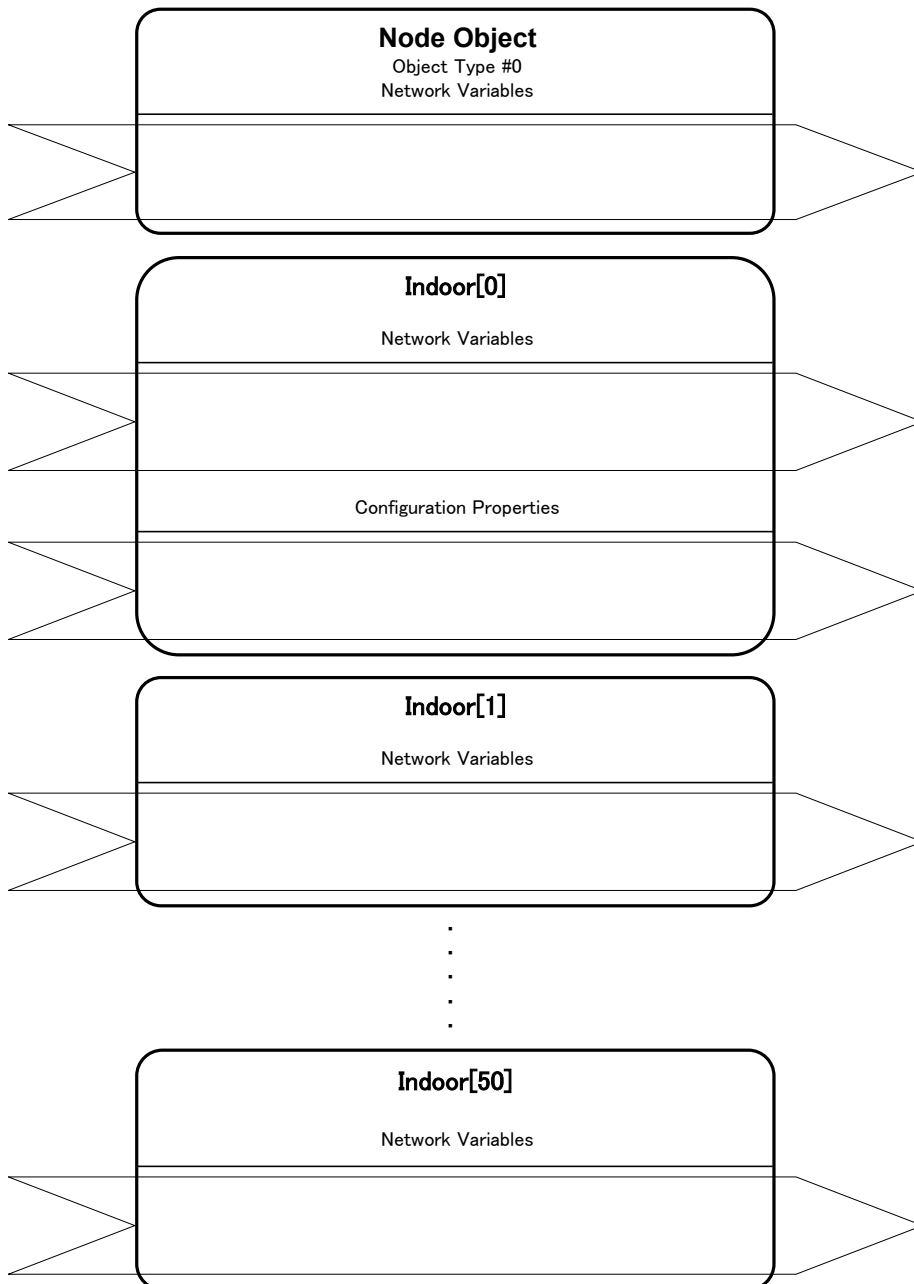 Node Object
Object Type #0
Network Variables
Indoor[0]
Network Variables
Configuration Properties
Indoor[1]
Network Variables
Indoor[50]
Network Variables